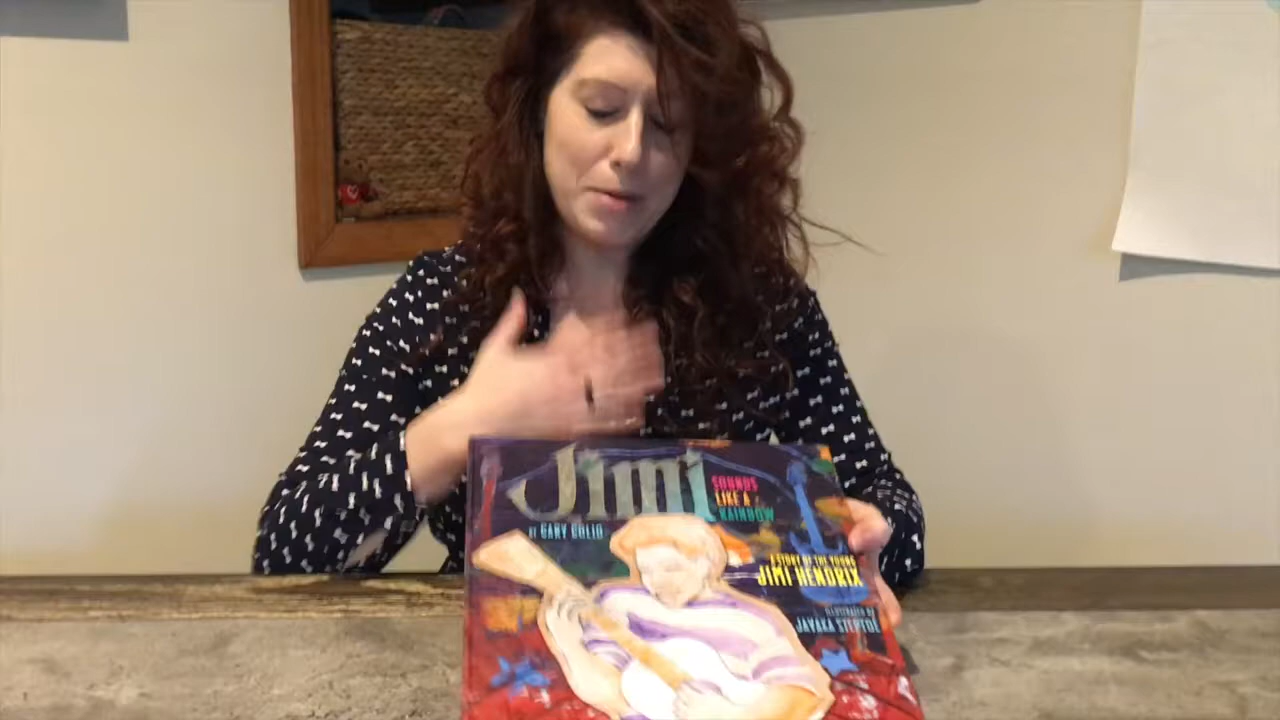 Jimi
SOUNDS
LIKE A
RAINBOW
BY GARY GOLIO
A STORY OF THE YOUNG
JIMI HENDRIX
ILLUSTRATED BY
JAVAKA STEPTOE